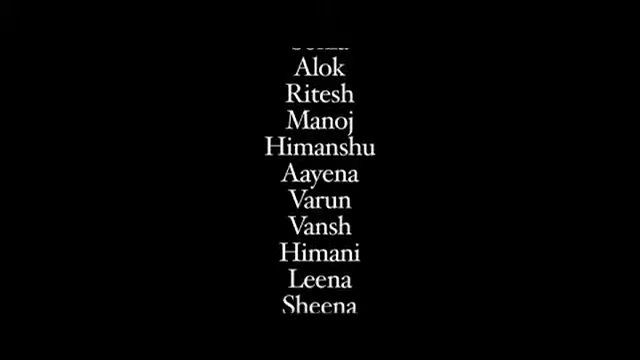 Alok
Ritesh
Manoj
Himanshu
Aayena
Varun
Vansh
Himani
Leena
Sheena